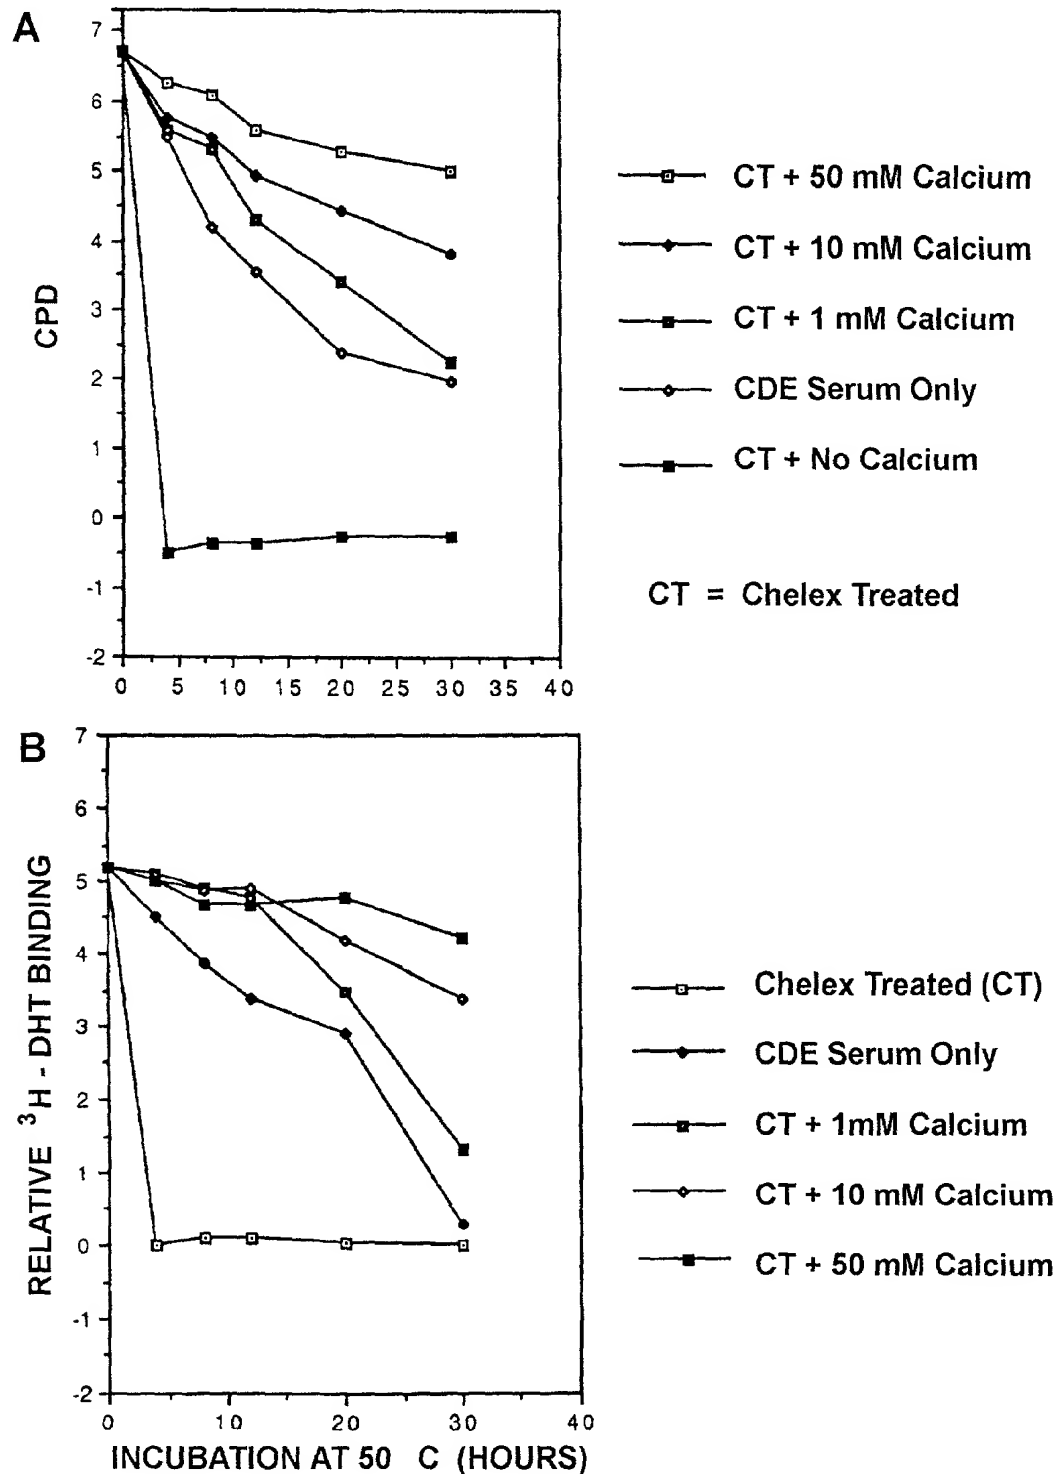 A
7
6
5
4
3
2
1
0
-1
-2
CPD
0 5 10 15 20 25 30 35 40
CT + 50 mM Calcium
CT + 10 mM Calcium
CT + 1 mM Calcium
CDE Serum Only
CT + No Calcium
CT = Chelex Treated
B
7
6
5
4
3
2
1
0
-1
-2
RELATIVE ³H - DHT BINDING
0 10 20 30 40
INCUBATION AT 50 C (HOURS)
Chelex Treated (CT)
CDE Serum Only
CT + 1mM Calcium
CT + 10 mM Calcium
CT + 50 mM Calcium